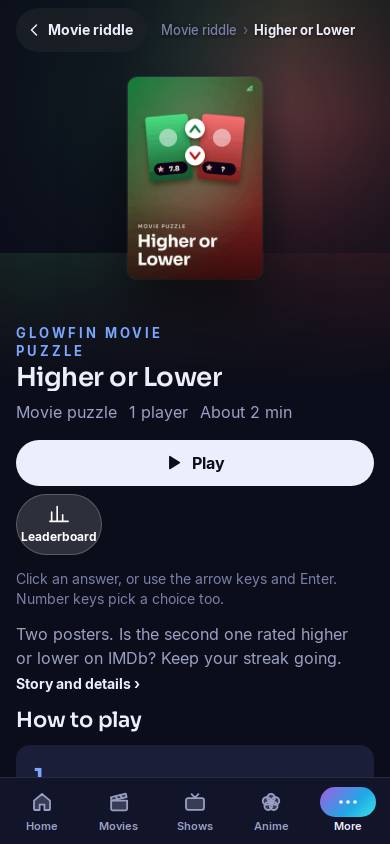 Movie riddle
Movie riddle › Higher or Lower
★ 7.8
★ ?
MOVIE PUZZLE
Higher or
Lower
GLOWFIN MOVIE
PUZZLE
Higher or Lower
Movie puzzle 1 player About 2 min
Play
Leaderboard
Click an answer, or use the arrow keys and Enter.
Number keys pick a choice too.
Two posters. Is the second one rated higher
or lower on IMDb? Keep your streak going.
Story and details ›
How to play
1
Home Movies Shows Anime More